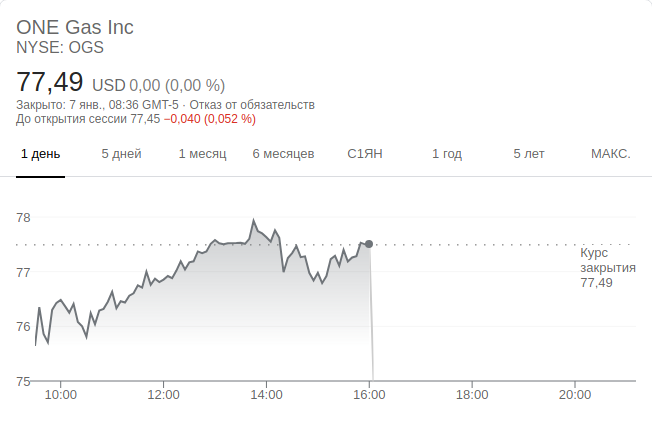 ONE Gas Inc
NYSE: OGS
77,49 USD 0,00 (0,00 %)
Закрыто: 7 янв., 08:36 GMT-5 · Отказ от обязательств
До открытия сессии 77,45 −0,040 (0,052 %)
1 день 5 дней 1 месяц 6 месяцев С1ЯН 1 год 5 лет МАКС.
78
77
76
75
Курс
закрытия
77,49
10:00 12:00 14:00 16:00 18:00 20:00